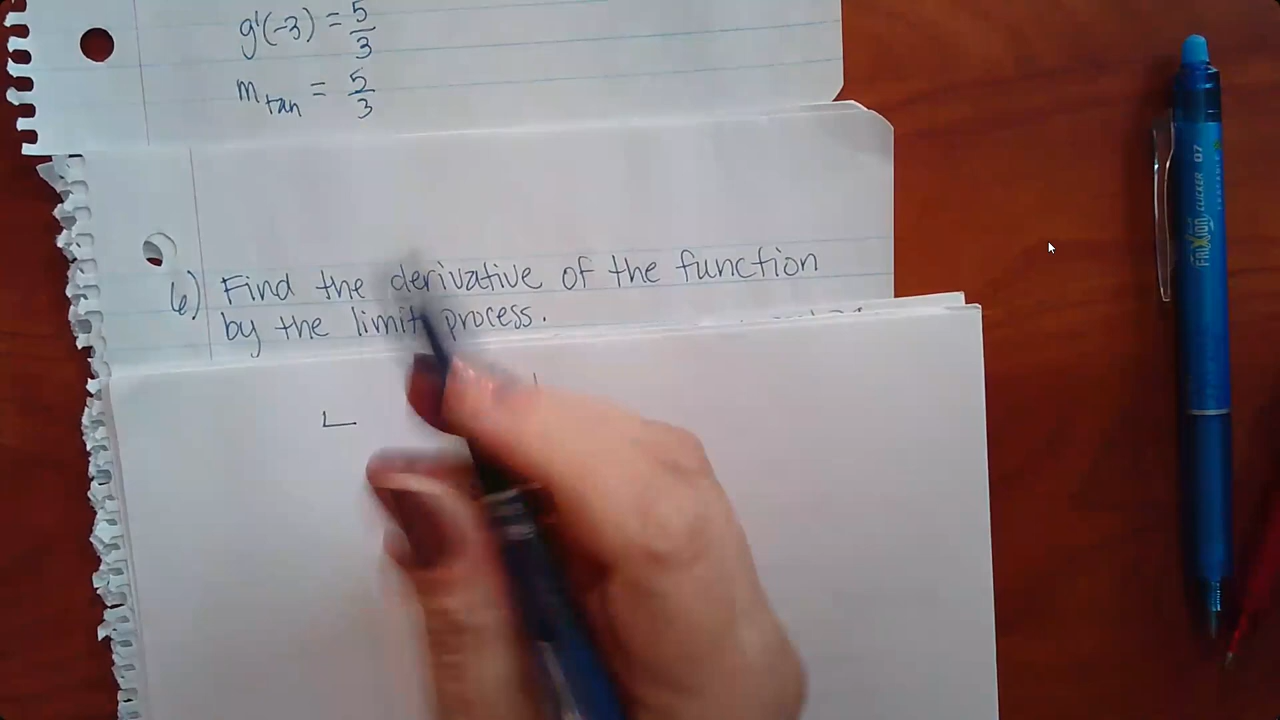 g'(-3) = 5/3
m tan = 5/3
6) Find the derivative of the function
by the limit process.
FriXion CLICKER 07